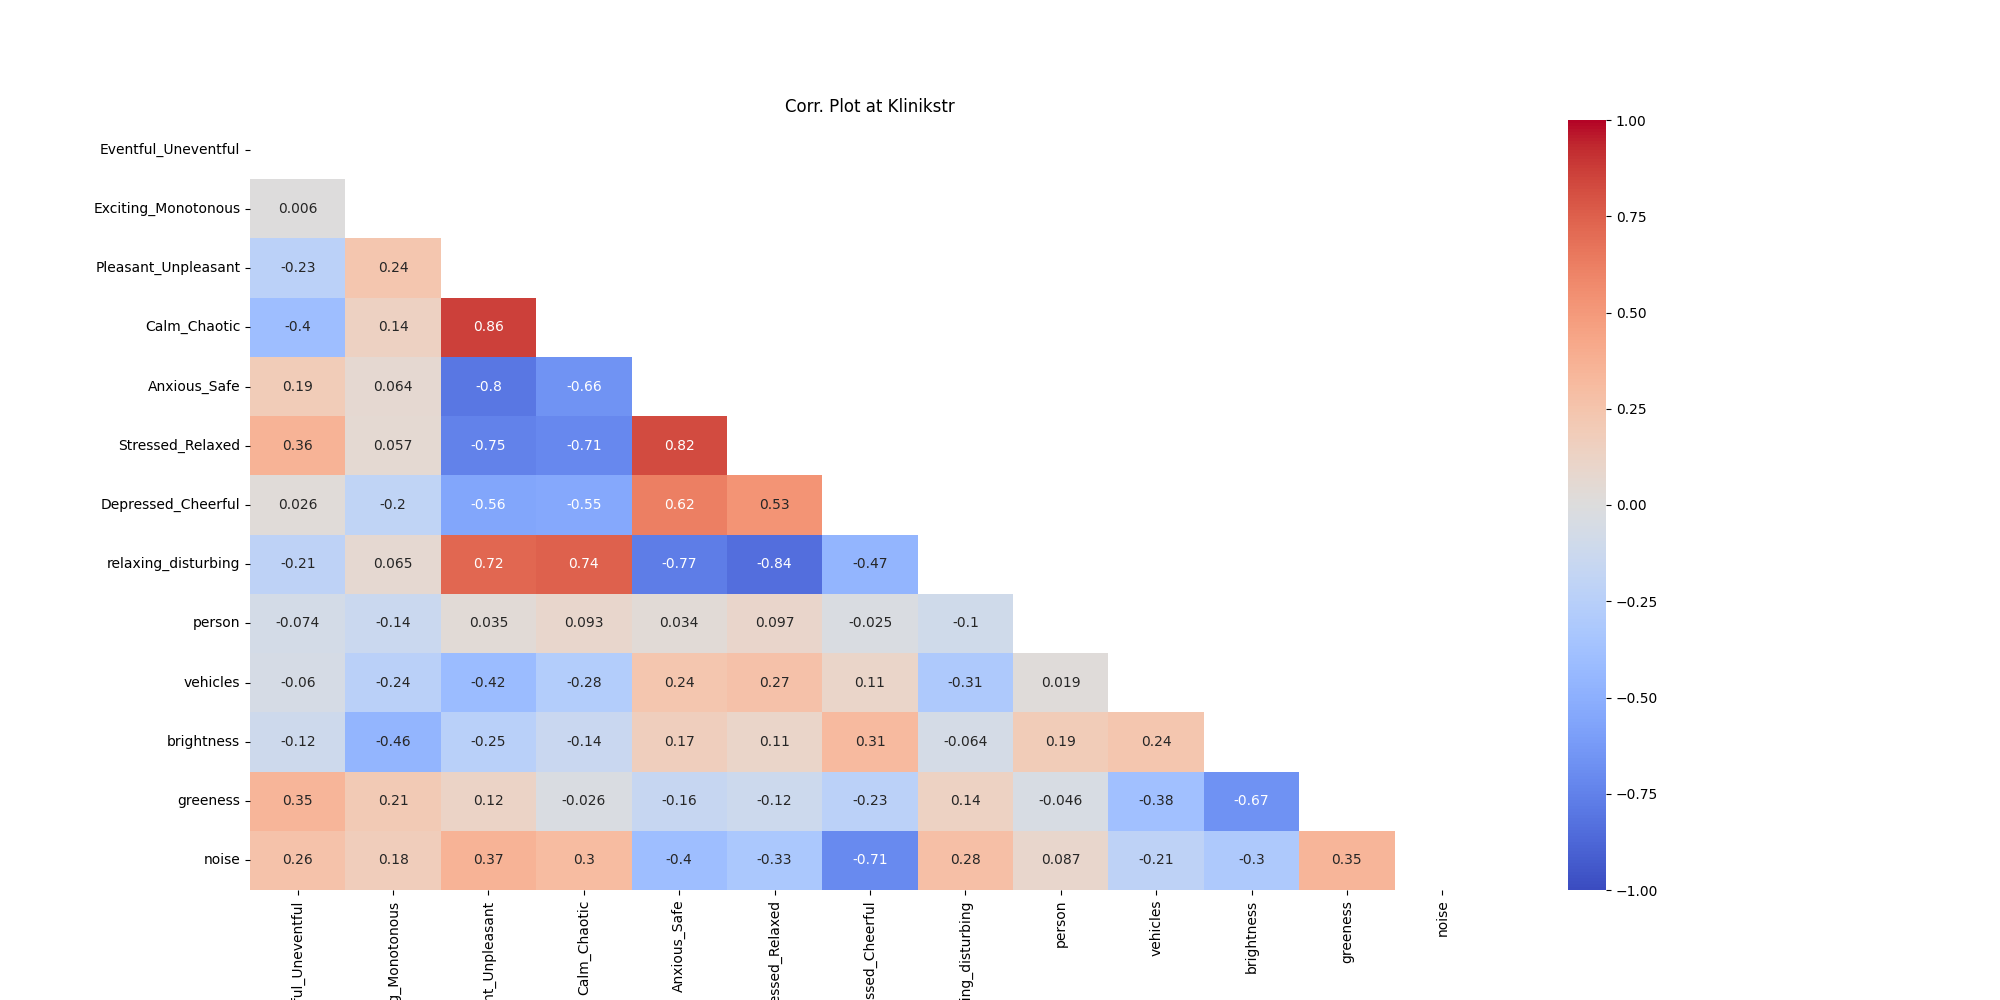 Corr. Plot at Klinikstr
1.00
Eventful_Uneventful
Exciting_Monotonous 0.006
0.75
Pleasant_Unpleasant -0.23 0.24
Calm_Chaotic -0.4 0.14 0.86
0.50
Anxious_Safe 0.19 0.064 -0.8 -0.66
0.25
Stressed_Relaxed 0.36 0.057 -0.75 -0.71 0.82
Depressed_Cheerful 0.026 -0.2 -0.56 -0.55 0.62 0.53
0.00
relaxing_disturbing -0.21 0.065 0.72 0.74 -0.77 -0.84 -0.47
−0.25
person -0.074 -0.14 0.035 0.093 0.034 0.097 -0.025 -0.1
vehicles -0.06 -0.24 -0.42 -0.28 0.24 0.27 0.11 -0.31 0.019
−0.50
brightness -0.12 -0.46 -0.25 -0.14 0.17 0.11 0.31 -0.064 0.19 0.24
−0.75
greeness 0.35 0.21 0.12 -0.026 -0.16 -0.12 -0.23 0.14 -0.046 -0.38 -0.67
noise 0.26 0.18 0.37 0.3 -0.4 -0.33 -0.71 0.28 0.087 -0.21 -0.3 0.35
−1.00
ful_Uneventful
g_Monotonous
nt_Unpleasant
Calm_Chaotic
Anxious_Safe
essed_Relaxed
ssed_Cheerful
ing_disturbing
person
vehicles
brightness
greeness
noise